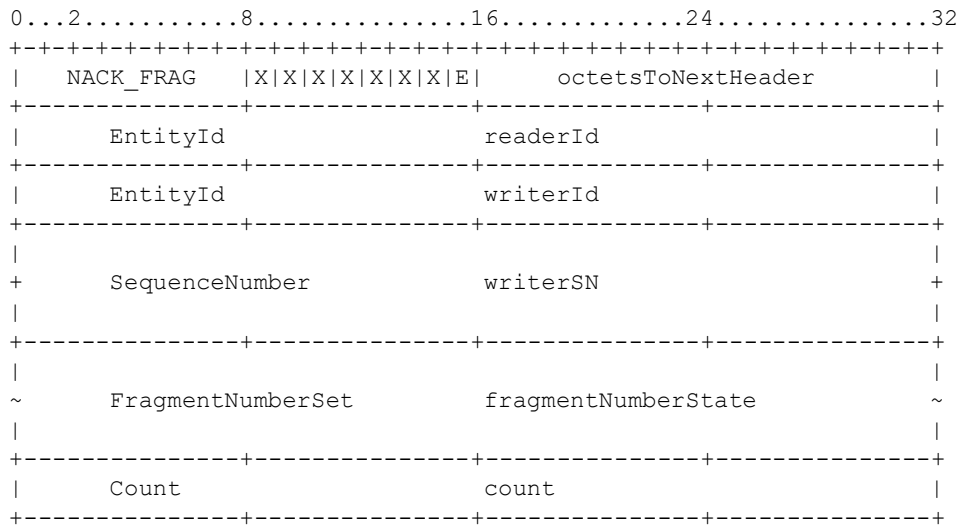 0...2...........8...............16.............24...............32
+-+-+-+-+-+-+-+-+-+-+-+-+-+-+-+-+-+-+-+-+-+-+-+-+-+-+-+-+-+-+-+-+
|   NACK_FRAG   |X|X|X|X|X|X|X|E|     octetsToNextHeader        |
+---------------+---------------+---------------+---------------+
|      EntityId                 readerId                        |
+---------------+---------------+---------------+---------------+
|      EntityId                 writerId                        |
+---------------+---------------+---------------+---------------+
|                                                               |
+      SequenceNumber           writerSN                        +
|                                                               |
+---------------+---------------+---------------+---------------+
|                                                               |
~      FragmentNumberSet        fragmentNumberState             ~
|                                                               |
+---------------+---------------+---------------+---------------+
|      Count                    count                           |
+---------------+---------------+---------------+---------------+